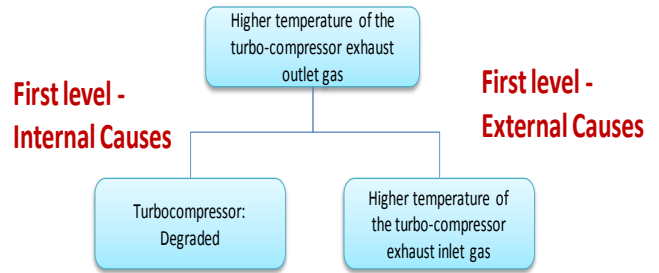 Higher temperature of the
turbo-compressor exhaust
outlet gas
First level -
Internal Causes
First level -
External Causes
Turbocompressor:
Degraded
Higher temperature of
the turbo-compressor
exhaust inlet gas